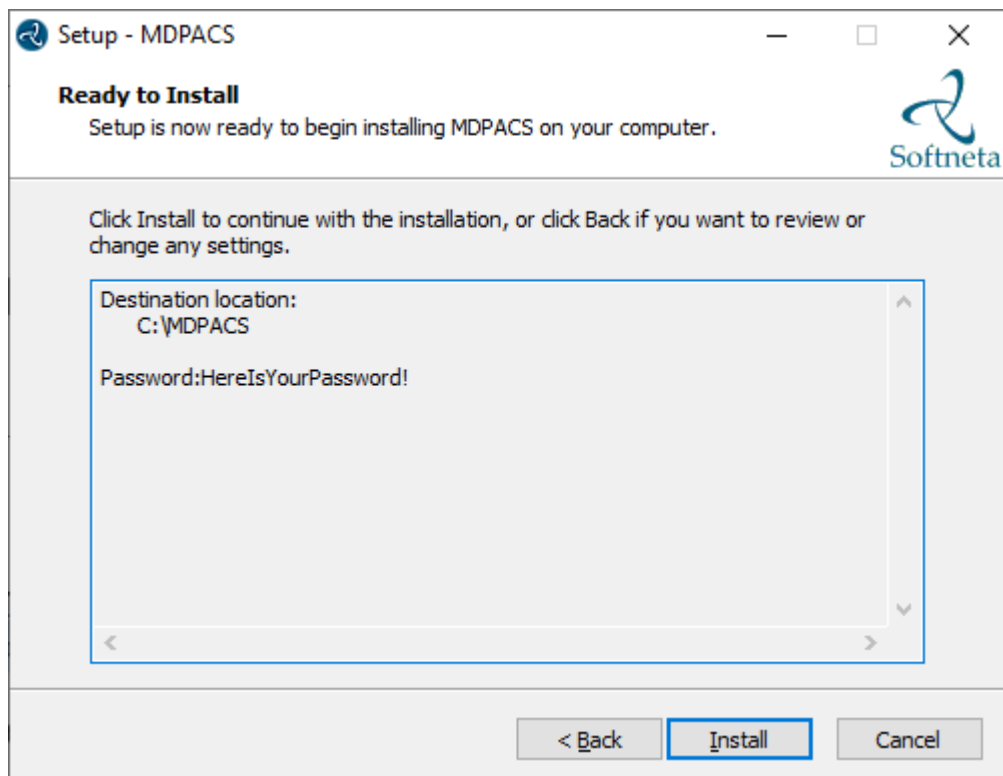 Setup - MDPACS
Ready to Install
Setup is now ready to begin installing MDPACS on your computer.
Softneta
Click Install to continue with the installation, or click Back if you want to review or
change any settings.
Destination location:
C:\MDPACS
Password:HereIsYourPassword!
< Back
Install
Cancel